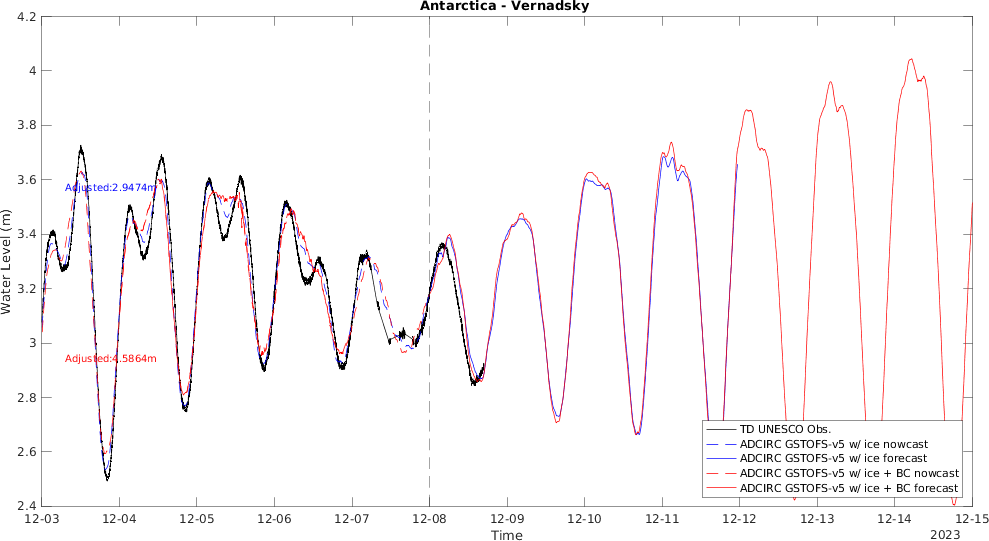 Antarctica - Vernadsky
4.2
4
3.8
3.6
3.4
3.2
3
2.8
2.6
2.4
Water Level (m)
Adjusted:2.9474m
Adjusted:4.5864m
TD UNESCO Obs.
ADCIRC GSTOFS-v5 w/ ice nowcast
ADCIRC GSTOFS-v5 w/ ice forecast
ADCIRC GSTOFS-v5 w/ ice + BC nowcast
ADCIRC GSTOFS-v5 w/ ice + BC forecast
12-03 12-04 12-05 12-06 12-07 12-08 12-09 12-10 12-11 12-12 12-13 12-14 12-15
Time
2023